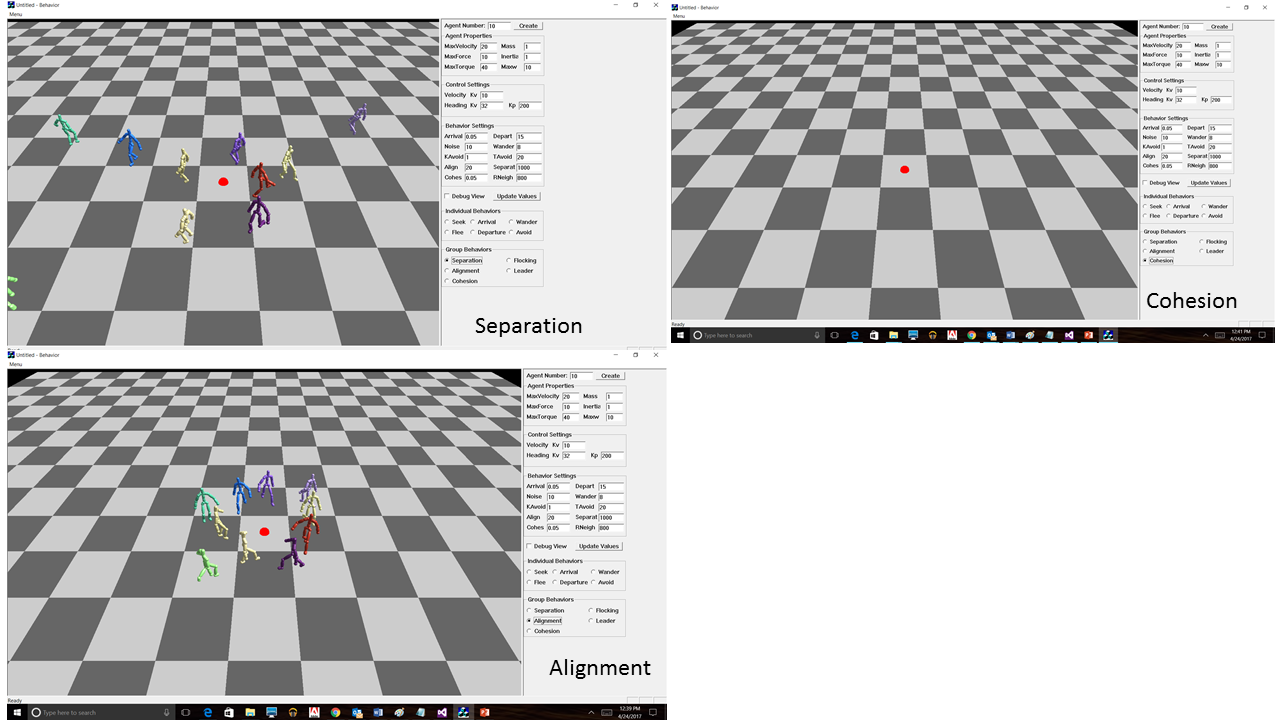 Untitled - Behavior
Menu
Agent Number: 10 Create
Agent Properties
MaxVelocity 20 Mass 1
MaxForce 10 Inertia 1
MaxTorque 40 Maxw 10
Control Settings
Velocity Kv 10
Heading Kv 32 Kp 200
Behavior Settings
Arrival 0.05 Depart 15
Noise 10 Wander 8
KAvoid 1 TAvoid 20
Align 20 Separat 1000
Cohes 0.05 RNeigh 800
Debug View Update Values
Individual Behaviors
Seek Arrival Wander
Flee Departure Avoid
Group Behaviors
Separation Flocking
Alignment Leader
Cohesion
Separation
Untitled - Behavior
Menu
Agent Number: 10 Create
Agent Properties
MaxVelocity 20 Mass 1
MaxForce 10 Inertie 1
MaxTorque 40 Maxw 10
Control Settings
Velocity Kv 10
Heading Kv 32 Kp 200
Behavior Settings
Arrival 0.05 Depart 15
Noise 10 Wander 8
KAvoid 1 TAvoid 20
Align 20 Separat 1000
Cohes 0.05 RNeigh 800
Debug View Update Values
Individual Behaviors
Seek Arrival Wander
Flee Departure Avoid
Group Behaviors
Separation Flocking
Alignment Leader
Cohesion
Cohesion
Ready
Type here to search
12:41 PM
4/24/2017
Untitled - Behavior
Menu
Agent Number: 10 Create
Agent Properties
MaxVelocity 20 Mass 1
MaxForce 10 Inertia 1
MaxTorque 40 Maxw 10
Control Settings
Velocity Kv 10
Heading Kv 32 Kp 200
Behavior Settings
Arrival 0.05 Depart 15
Noise 10 Wander 8
KAvoid 1 TAvoid 20
Align 20 Separat 1000
Cohes 0.05 RNeigh 800
Debug View Update Values
Individual Behaviors
Seek Arrival Wander
Flee Departure Avoid
Group Behaviors
Separation Flocking
Alignment Leader
Cohesion
Alignment
Ready
Type here to search
12:39 PM
4/24/2017